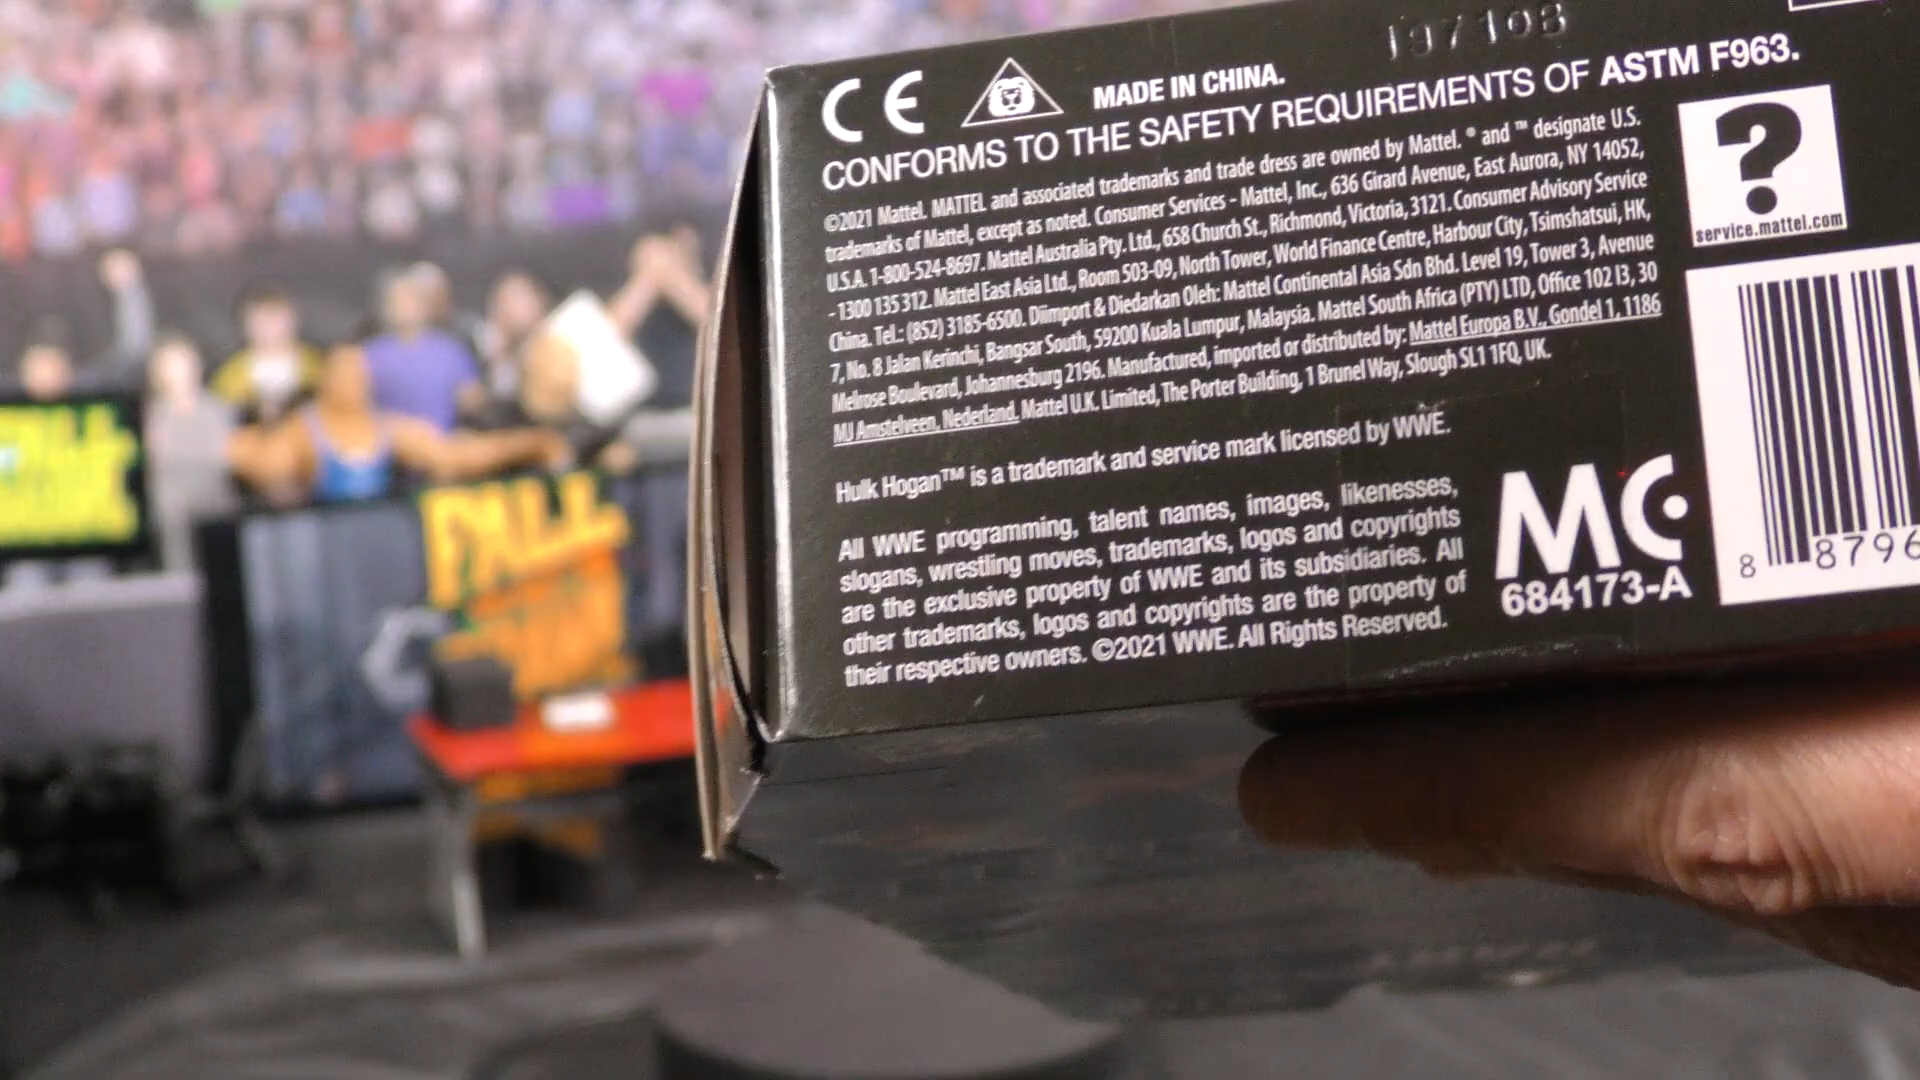 197108
CE
MADE IN CHINA.
CONFORMS TO THE SAFETY REQUIREMENTS OF ASTM F963.
©2021 Mattel. MATTEL and associated trademarks and trade dress are owned by Mattel. ® and ™ designate U.S.
trademarks of Mattel, except as noted. Consumer Services - Mattel, Inc., 636 Girard Avenue, East Aurora, NY 14052,
U.S.A. 1-800-524-8697. Mattel Australia Pty. Ltd., 658 Church St., Richmond, Victoria, 3121. Consumer Advisory Service
- 1300 135 312. Mattel East Asia Ltd., Room 503-09, North Tower, World Finance Centre, Harbour City, Tsimshatsui, HK,
China. Tel.: (852) 3185-6500. Diimport & Diedarkan Oleh: Mattel Continental Asia Sdn Bhd. Level 19, Tower 3, Avenue
7, No. 8 Jalan Kerinchi, Bangsar South, 59200 Kuala Lumpur, Malaysia. Mattel South Africa (PTY) LTD, Office 102 I3, 30
Melrose Boulevard, Johannesburg 2196. Manufactured, imported or distributed by: Mattel Europa B.V., Gondel 1, 1186
MJ Amstelveen, Nederland. Mattel U.K. Limited, The Porter Building, 1 Brunel Way, Slough SL1 1FQ, UK.
Hulk Hogan™ is a trademark and service mark licensed by WWE.
All WWE programming, talent names, images, likenesses,
slogans, wrestling moves, trademarks, logos and copyrights
are the exclusive property of WWE and its subsidiaries. All
other trademarks, logos and copyrights are the property of
their respective owners. ©2021 WWE. All Rights Reserved.
?
service.mattel.com
MC
684173-A
8 8796
FALL